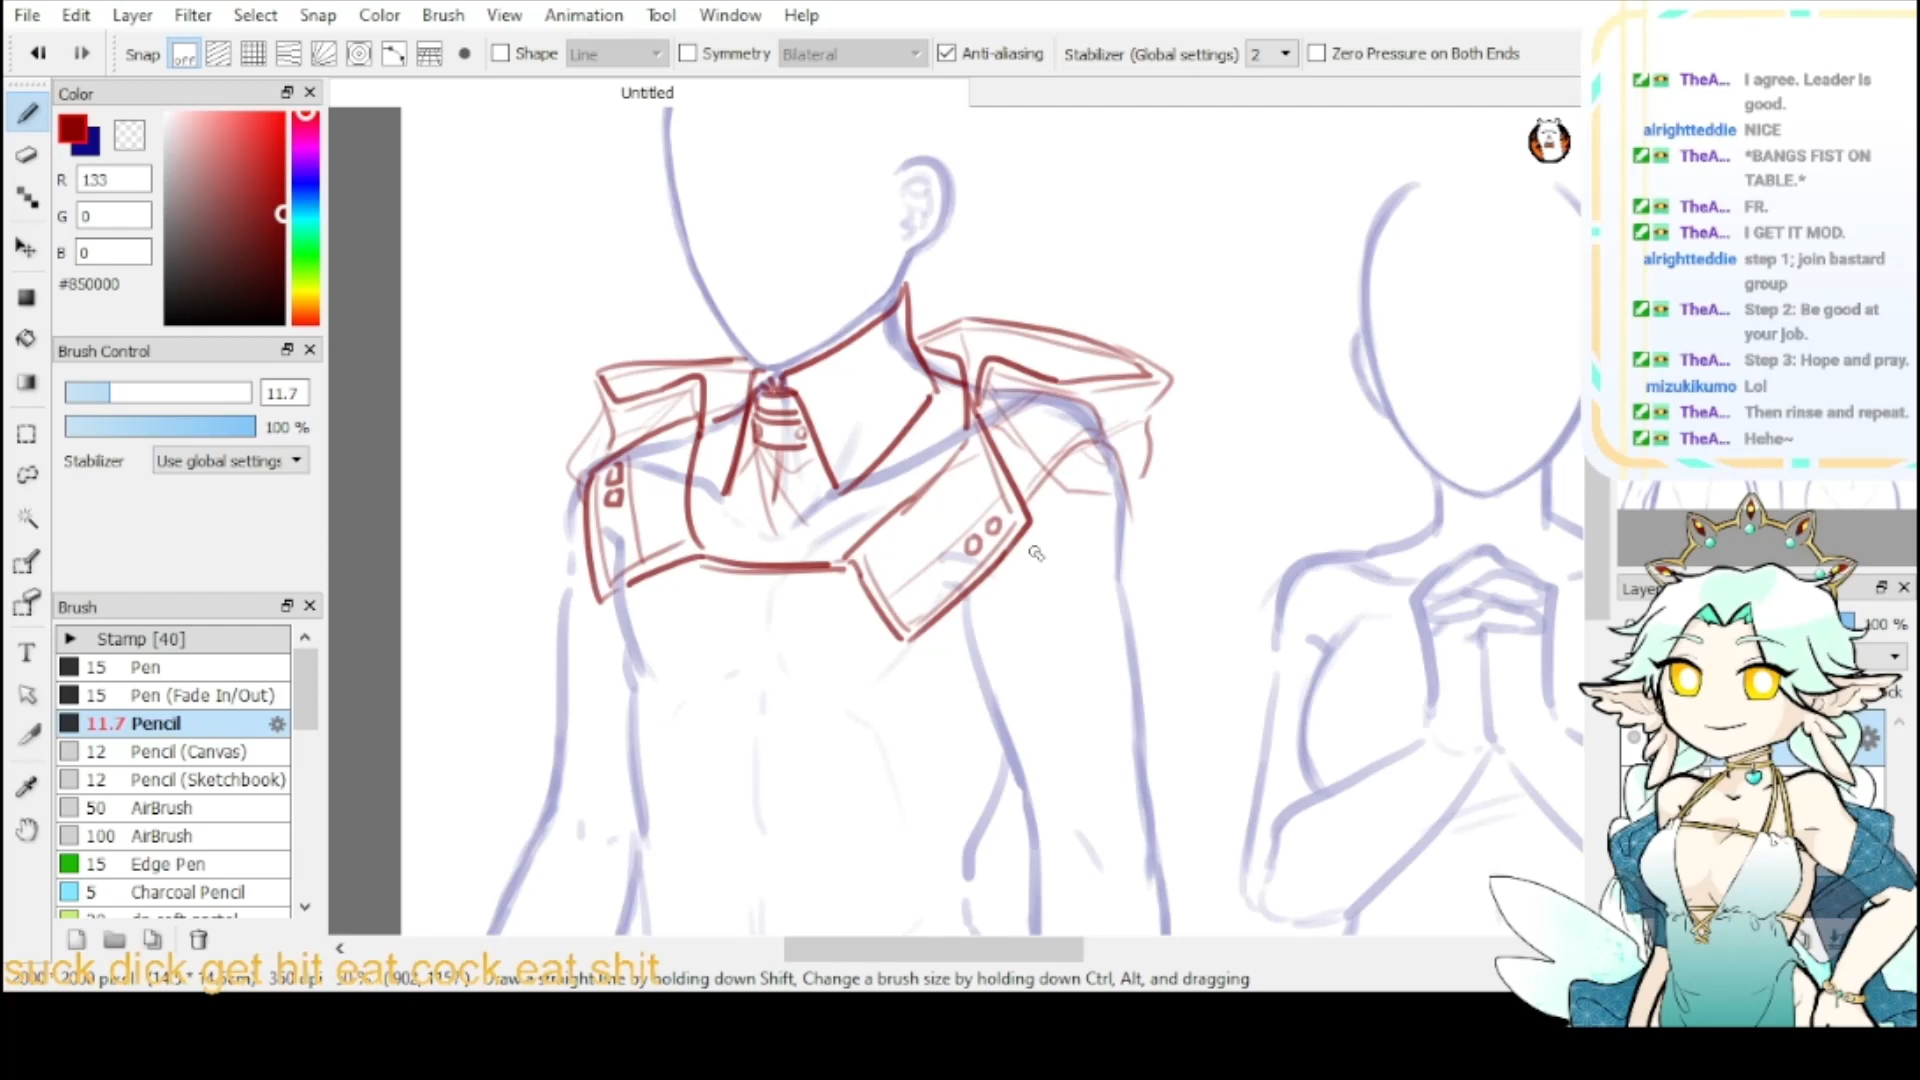 File Edit Layer Filter Select Snap Color Brush View Animation Tool Window Help
Snap off Shape Line Symmetry Bilateral Anti-aliasing Stabilizer (Global settings) 2 Zero Pressure on Both Ends
Color
Untitled
R 133
G 0
B 0
#850000
Brush Control
11.7
100 %
Stabilizer Use global settings
Brush
Stamp [40]
15 Pen
15 Pen (Fade In/Out)
11.7 Pencil
12 Pencil (Canvas)
12 Pencil (Sketchbook)
50 AirBrush
100 AirBrush
15 Edge Pen
5 Charcoal Pencil
suck dick get hit eat cock eat shit
holding down Shift, Change a brush size by holding down Ctrl, Alt, and dragging
TheA... I agree. Leader is
good.
alrightteddie NICE
TheA... *BANGS FIST ON
TABLE.*
TheA... FR.
TheA... I GET IT MOD.
alrightteddie step 1; join bastard
group
TheA... Step 2: Be good at
your job.
TheA... Step 3: Hope and pray.
mizukikumo Lol
TheA... Then rinse and repeat.
TheA... Hehe~
100 %